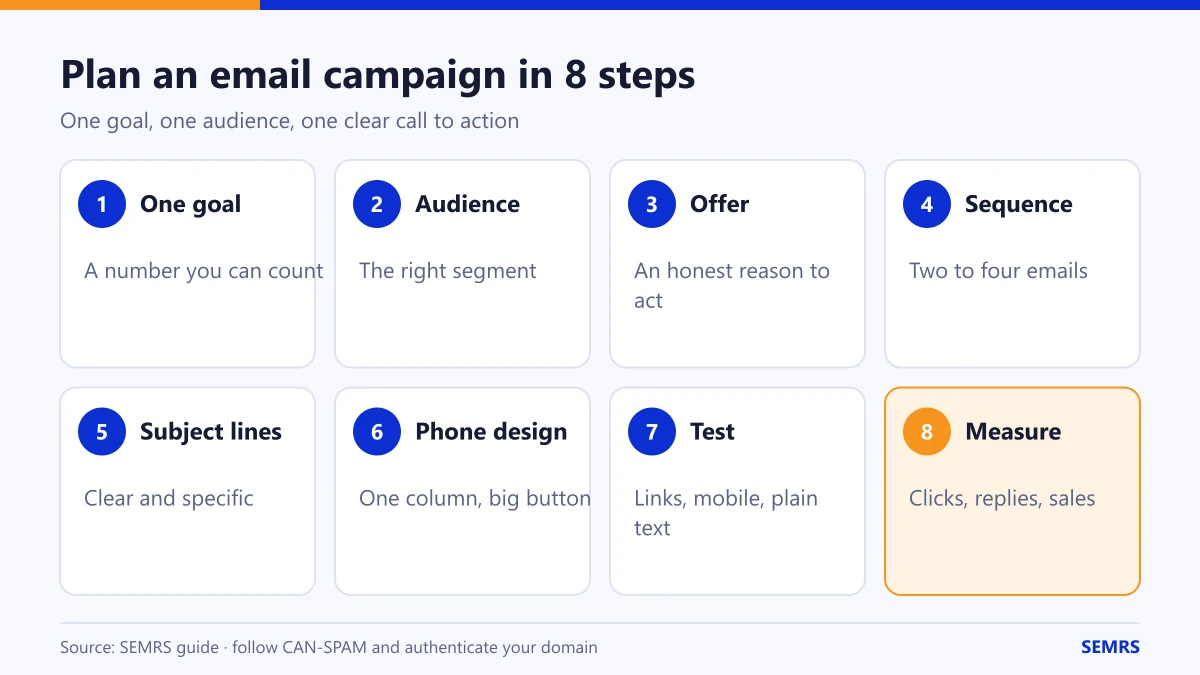 Plan an email campaign in 8 steps
One goal, one audience, one clear call to action
1 One goal
A number you can count
2 Audience
The right segment
3 Offer
An honest reason to
act
4 Sequence
Two to four emails
5 Subject lines
Clear and specific
6 Phone design
One column, big button
7 Test
Links, mobile, plain
text
8 Measure
Clicks, replies, sales
Source: SEMRS guide · follow CAN-SPAM and authenticate your domain
SEMRS